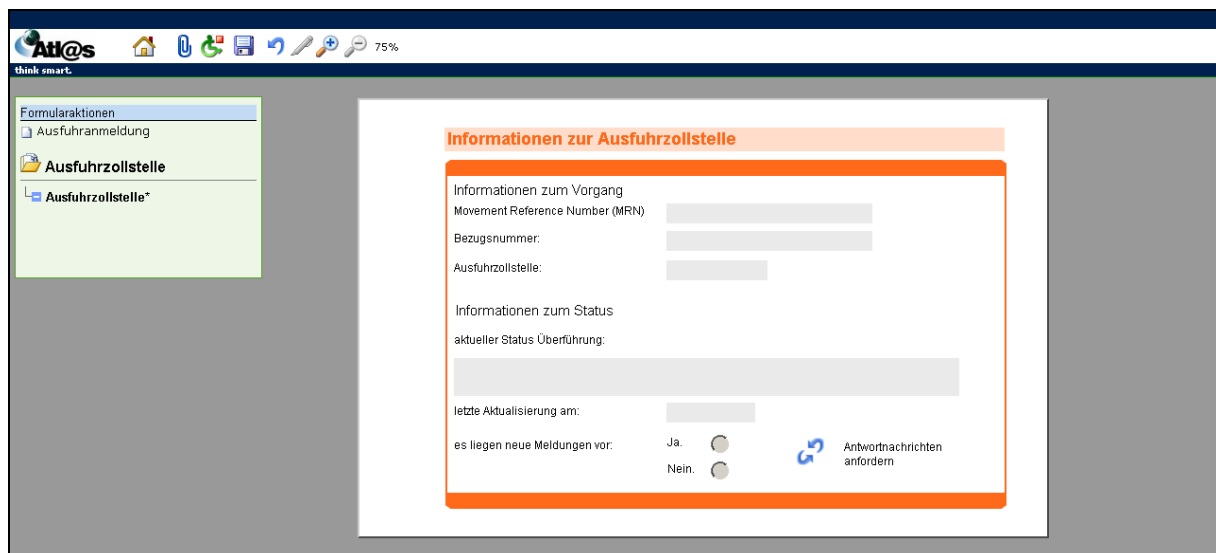 Atl@s
75%
think smart.
Formularaktionen
Ausfuhranmeldung
Ausfuhrzollstelle
Ausfuhrzollstelle*
Informationen zur Ausfuhrzollstelle
Informationen zum Vorgang
Movement Reference Number (MRN)
Bezugsnummer:
Ausfuhrzollstelle:
Informationen zum Status
aktueller Status Überführung:
letzte Aktualisierung am:
es liegen neue Meldungen vor:
Ja.
Nein.
Antwortnachrichten
anfordern